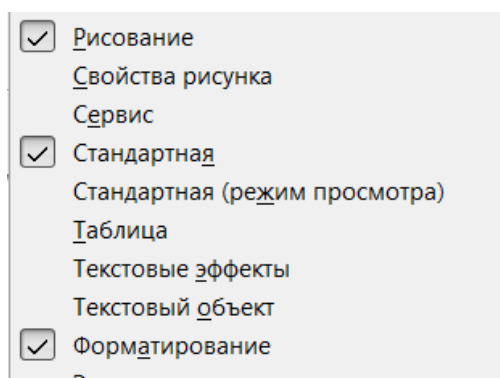 Рисование
Свойства рисунка
Сервис
Стандартная
Стандартная (режим просмотра)
Таблица
Текстовые эффекты
Текстовый объект
Форматирование